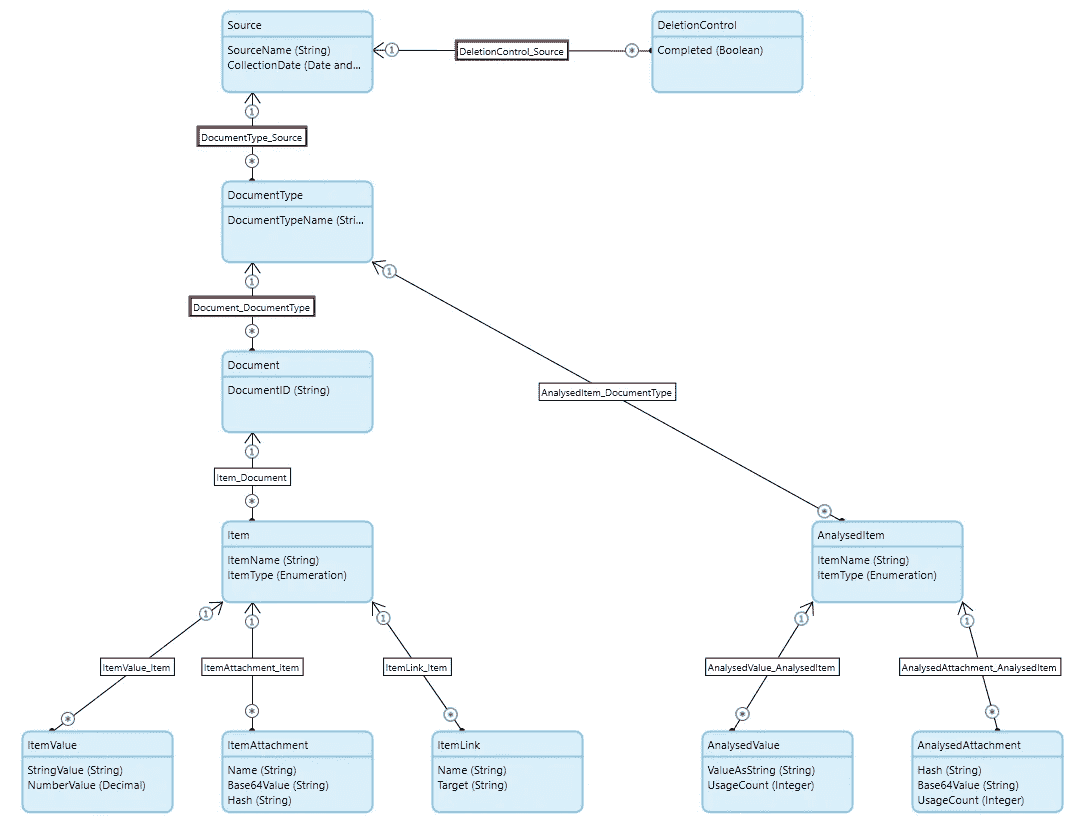 Source
SourceName (String)
CollectionDate (Date and...
1
DeletionControl_Source
*
DeletionControl
Completed (Boolean)
1
DocumentType_Source
*
DocumentType
DocumentTypeName (Stri...
1
Document_DocumentType
*
1
Document
DocumentID (String)
AnalysedItem_DocumentType
1
Item_Document
*
*
Item
ItemName (String)
ItemType (Enumeration)
AnalysedItem
ItemName (String)
ItemType (Enumeration)
1
1
1
1
1
ItemValue_Item
ItemAttachment_Item
ItemLink_Item
AnalysedValue_AnalysedItem
AnalysedAttachment_AnalysedItem
*
*
*
*
*
ItemValue
StringValue (String)
NumberValue (Decimal)
ItemAttachment
Name (String)
Base64Value (String)
Hash (String)
ItemLink
Name (String)
Target (String)
AnalysedValue
ValueAsString (String)
UsageCount (Integer)
AnalysedAttachment
Hash (String)
Base64Value (String)
UsageCount (Integer)